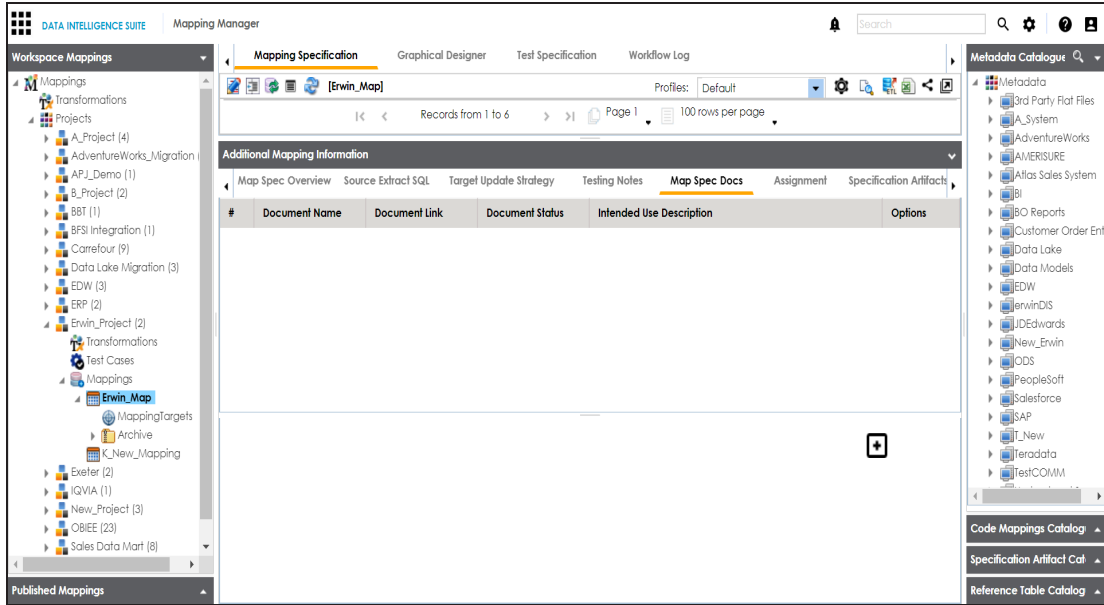 DATA INTELLIGENCE SUITE Mapping Manager Search
Workspace Mappings
Mappings
Transformations
Projects
A_Project (4)
AdventureWorks_Migration (
APJ_Demo (1)
B_Project (2)
BBT (1)
BFSI Integration (1)
Carrefour (9)
Data Lake Migration (3)
EDW (3)
ERP (2)
Erwin_Project (2)
Transformations
Test Cases
Mappings
Erwin_Map
MappingTargets
Archive
K_New_Mapping
Exeter (2)
IQVIA (1)
New_Project (3)
OBIEE (23)
Sales Data Mart (8)
Published Mappings
Mapping Specification Graphical Designer Test Specification Workflow Log
[Erwin_Map] Profiles: Default ETL
Records from 1 to 6 Page 1 100 rows per page
Additional Mapping Information
Map Spec Overview Source Extract SQL Target Update Strategy Testing Notes Map Spec Docs Assignment Specification Artifacts
# Document Name Document Link Document Status Intended Use Description Options
Metadata Catalogue
Metadata
3rd Party Flat Files
A_System
AdventureWorks
AMERISURE
Atlas Sales System
BI
BO Reports
Customer Order Ent
Data Lake
Data Models
EDW
erwinDIS
JDEdwards
New_Erwin
ODS
PeopleSoft
Salesforce
SAP
T_New
Teradata
TestCOMM
Code Mappings Catalog
Specification Artifact Cat
Reference Table Catalog